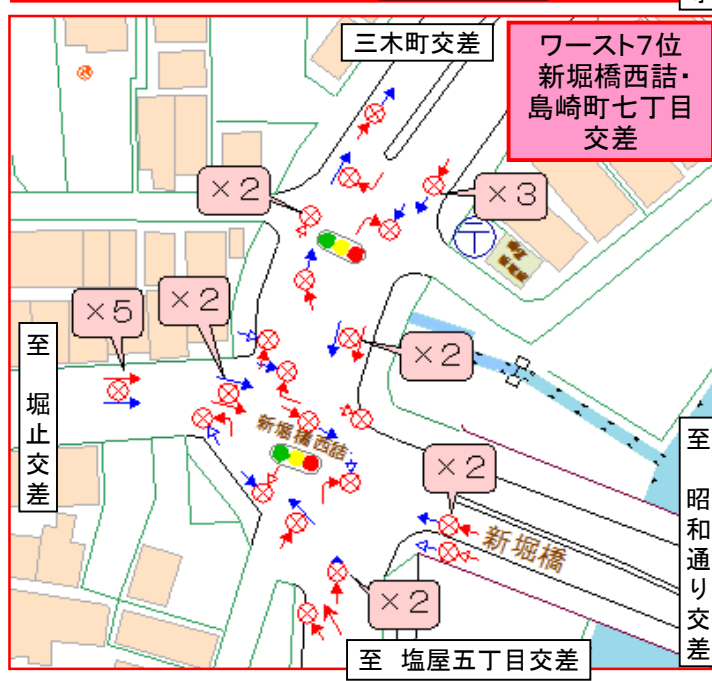 三木町交差
ワースト7位
新堀橋西詰・
島崎町七丁目
交差
×2
×3
×5
×2
×2
至 堀止交差
新堀橋西詰
×2
新堀橋
至 昭和通り交差
×2
至 塩屋五丁目交差